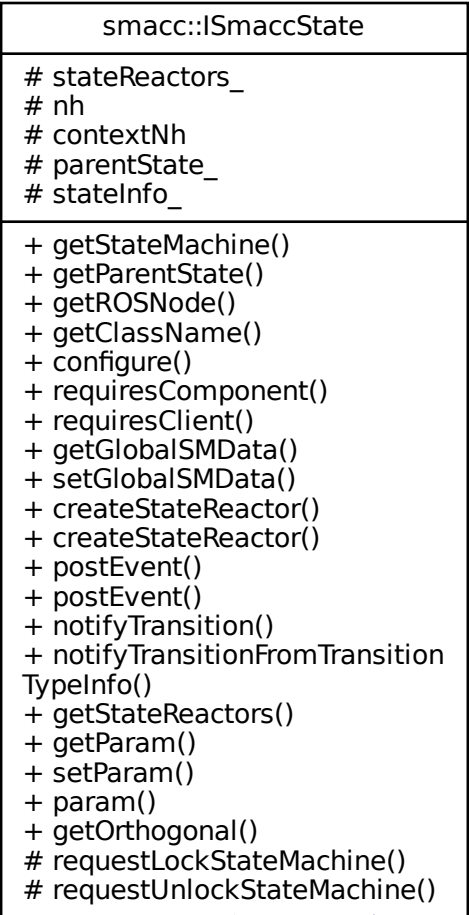 smacc::ISmaccState
# stateReactors_
# nh
# contextNh
# parentState_
# stateInfo_
+ getStateMachine()
+ getParentState()
+ getROSNode()
+ getClassName()
+ configure()
+ requiresComponent()
+ requiresClient()
+ getGlobalSMData()
+ setGlobalSMData()
+ createStateReactor()
+ createStateReactor()
+ postEvent()
+ postEvent()
+ notifyTransition()
+ notifyTransitionFromTransition
TypeInfo()
+ getStateReactors()
+ getParam()
+ setParam()
+ param()
+ getOrthogonal()
# requestLockStateMachine()
# requestUnlockStateMachine()